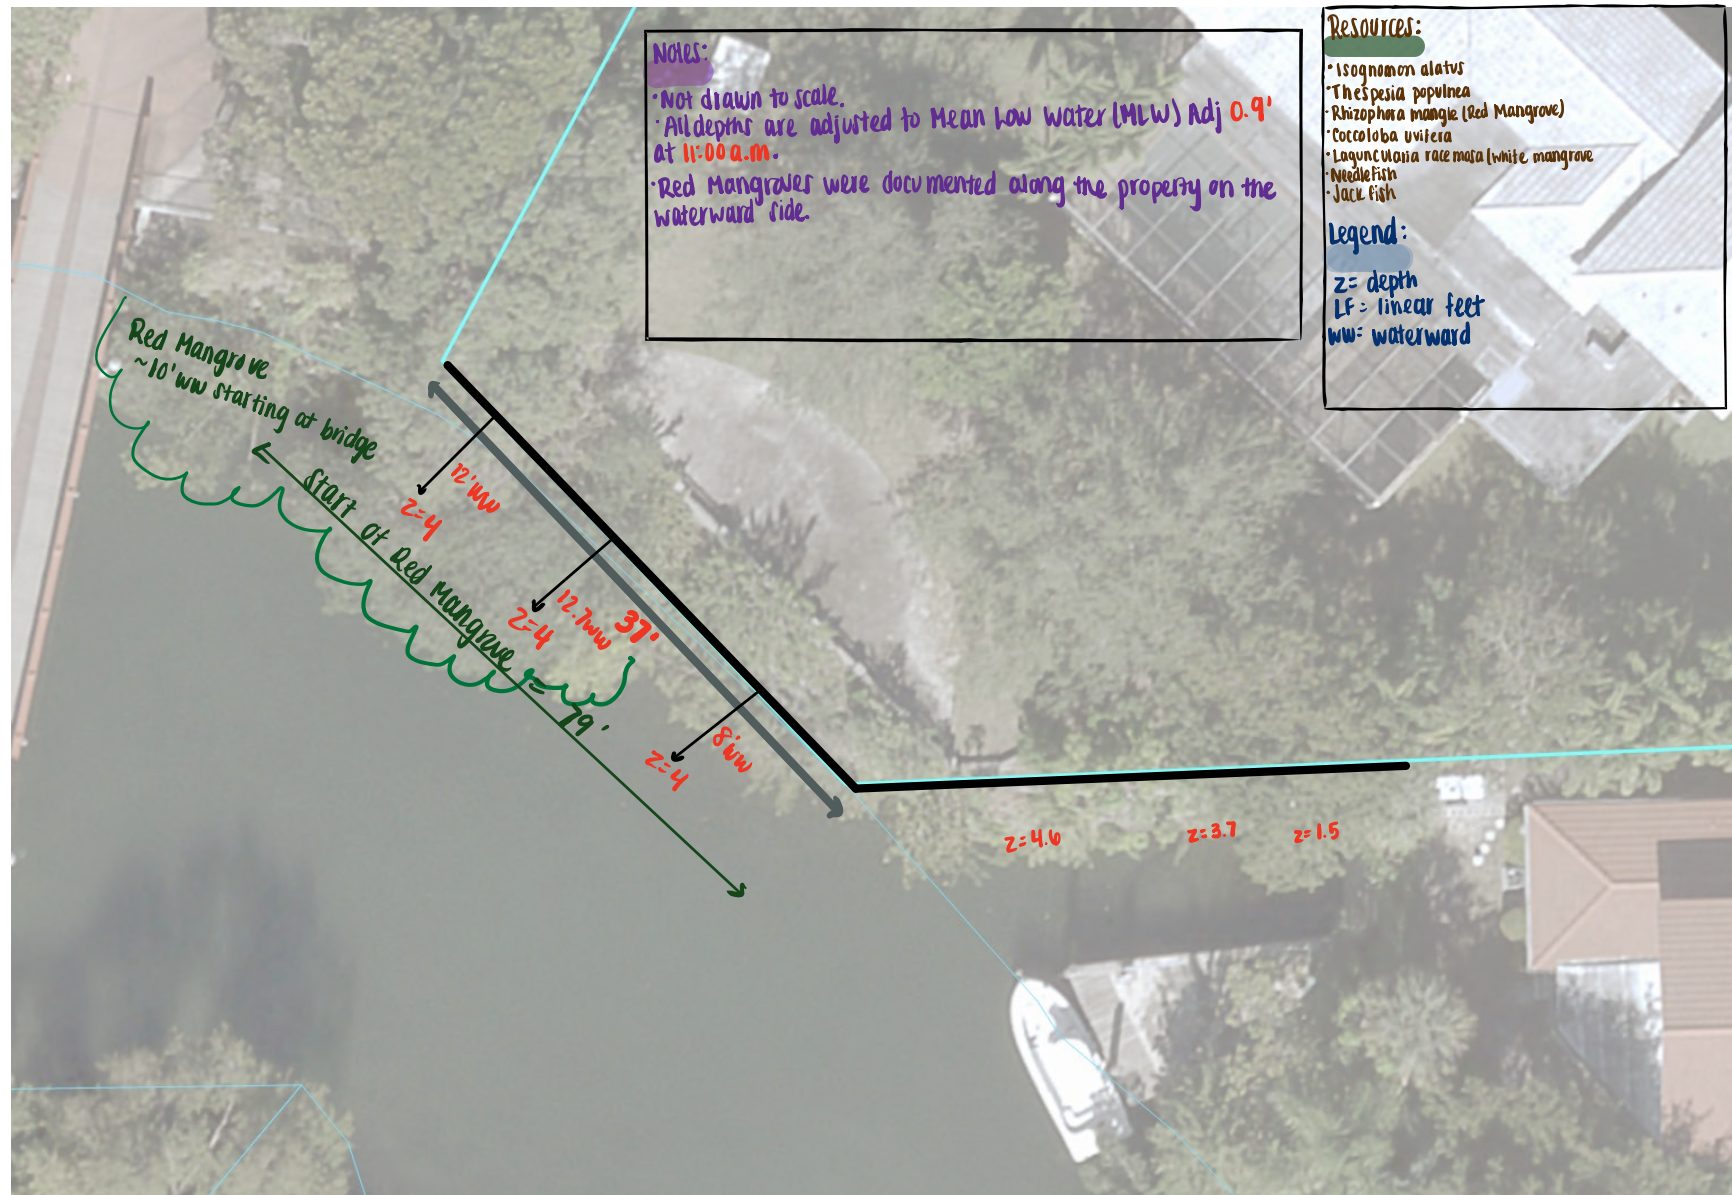 Notes:
•Not drawn to scale.
•All depths are adjusted to Mean Low Water (MLW) Adj 0.9'
at 11:00 a.m.
•Red Mangroves were documented along the property on the
waterward side.
Resources:
•Isognomon alatus
•Thespesia populnea
•Rhizophora mangle (Red Mangrove)
•Coccoloba uvifera
•Laguncularia racemosa (white mangrove
•Needlefish
•Jack fish
Legend:
z= depth
LF= linear feet
ww= waterward
Red Mangrove
~10'ww starting at bridge
Start at Red Mangrove =
79'
12'ww
z=4
12.7ww
z=4
37'
8'ww
z=4
z=4.6
z=3.7
z=1.5